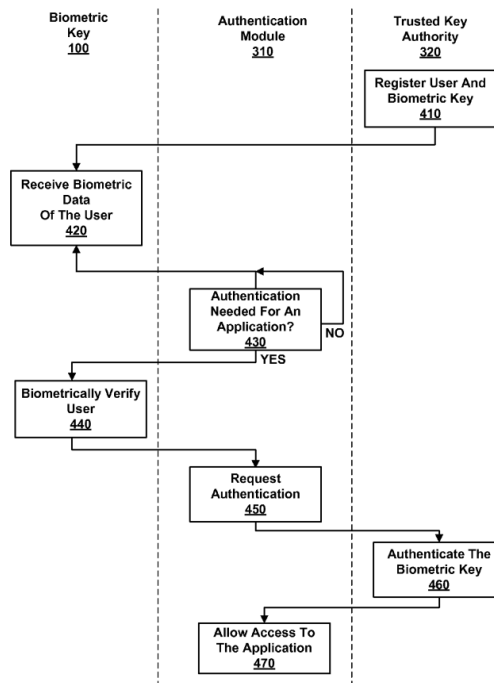 Biometric
Key
100
Authentication
Module
310
Trusted Key
Authority
320
Register User And
Biometric Key
410
Receive Biometric
Data
Of The User
420
Authentication
Needed For An
Application?
430
NO
YES
Biometrically Verify
User
440
Request
Authentication
450
Authenticate The
Biometric Key
460
Allow Access To
The Application
470